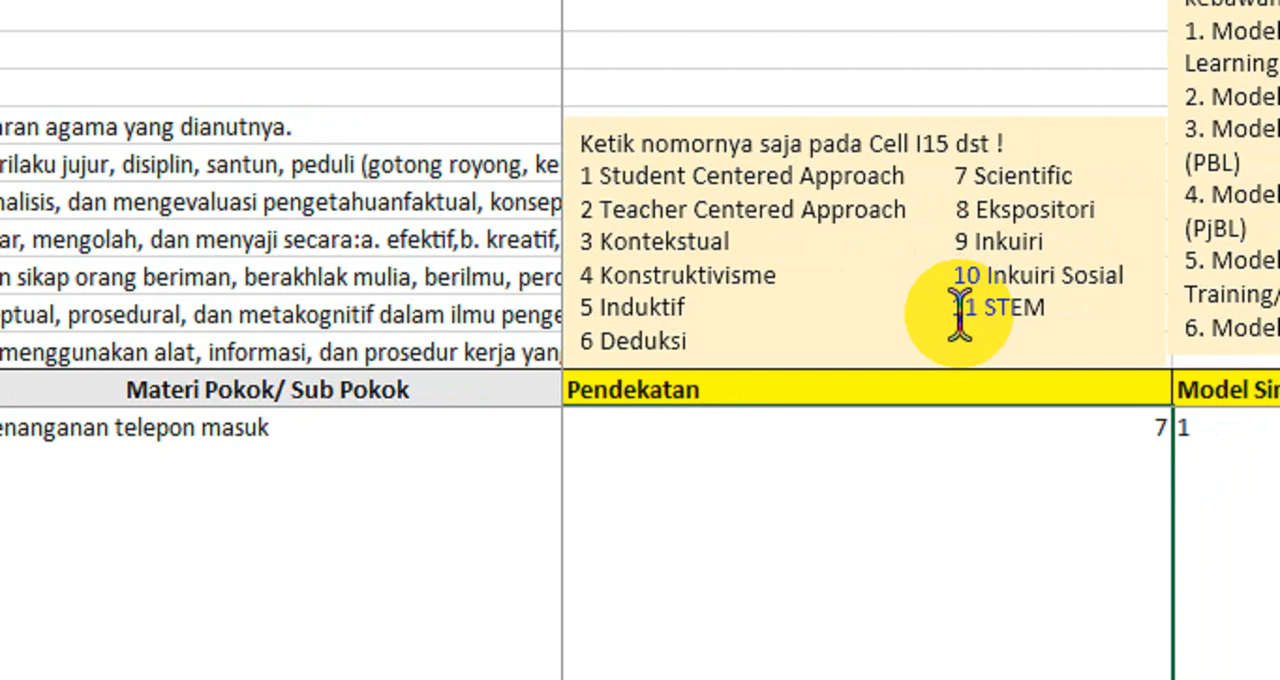 aran agama yang dianutnya.
rilaku jujur, disiplin, santun, peduli (gotong royong, ke
nalisis, dan mengevaluasi pengetahuanfaktual, konsep
ar, mengolah, dan menyaji secara:a. efektif,b. kreatif,
n sikap orang beriman, berakhlak mulia, berilmu, perc
ptual, prosedural, dan metakognitif dalam ilmu penge
menggunakan alat, informasi, dan prosedur kerja yan
Materi Pokok/ Sub Pokok
enanganan telepon masuk
Ketik nomornya saja pada Cell I15 dst !
1 Student Centered Approach
2 Teacher Centered Approach
3 Kontekstual
4 Konstruktivisme
5 Induktif
6 Deduksi
7 Scientific
8 Ekspositori
9 Inkuiri
10 Inkuiri Sosial
11 STEM
Pendekatan
7
1. Model
Learning
2. Model
3. Model
(PBL)
4. Model
(PjBL)
5. Model
Training/
6. Model
Model Sin
1